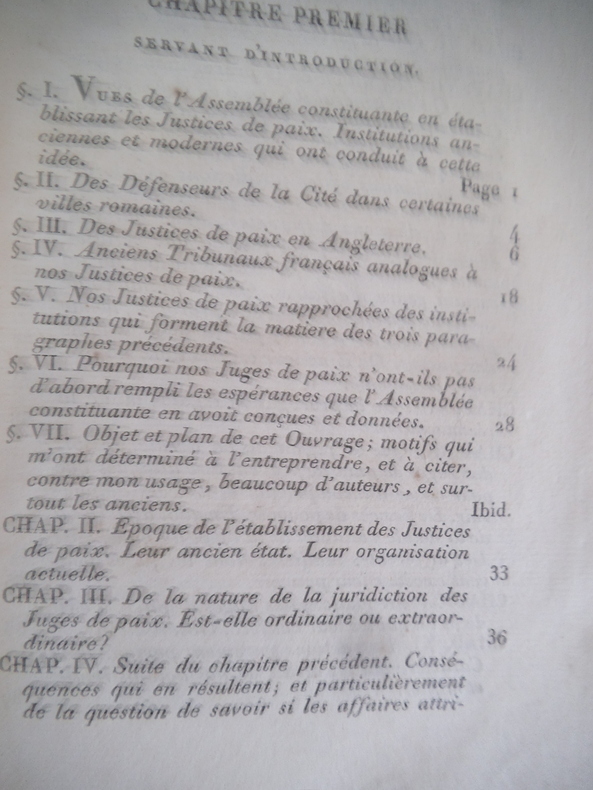 CHAPITRE PREMIER
SERVANT D'INTRODUCTION.
§. I. VUES de l'Assemblée constituante en éta-
blissant les Justices de paix. Institutions an-
ciennes et modernes qui ont conduit à cette
idée. Page 1
§. II. Des Défenseurs de la Cité dans certaines
villes romaines. 4
§. III. Des Justices de paix en Angleterre. 6
§. IV. Anciens Tribunaux français analogues à
nos Justices de paix. 18
§. V. Nos Justices de paix rapprochées des insti-
tutions qui forment la matiere des trois para-
graphes précédents. 24
§. VI. Pourquoi nos Juges de paix n'ont-ils pas
d'abord rempli les espérances que l'Assemblée
constituante en avoit conçues et données. 28
§. VII. Objet et plan de cet Ouvrage; motifs qui
m'ont déterminé à l'entreprendre, et à citer,
contre mon usage, beaucoup d'auteurs, et sur-
tout les anciens. Ibid.
CHAP. II. Epoque de l'établissement des Justices
de paix. Leur ancien état. Leur organisation
actuelle. 33
CHAP. III. De la nature de la juridiction des
Juges de paix. Est-elle ordinaire ou extraor-
dinaire? 36
CHAP. IV. Suite du chapitre précédent. Consé-
quences qui en résultent; et particulièrement
de la question de savoir si les affaires attri-